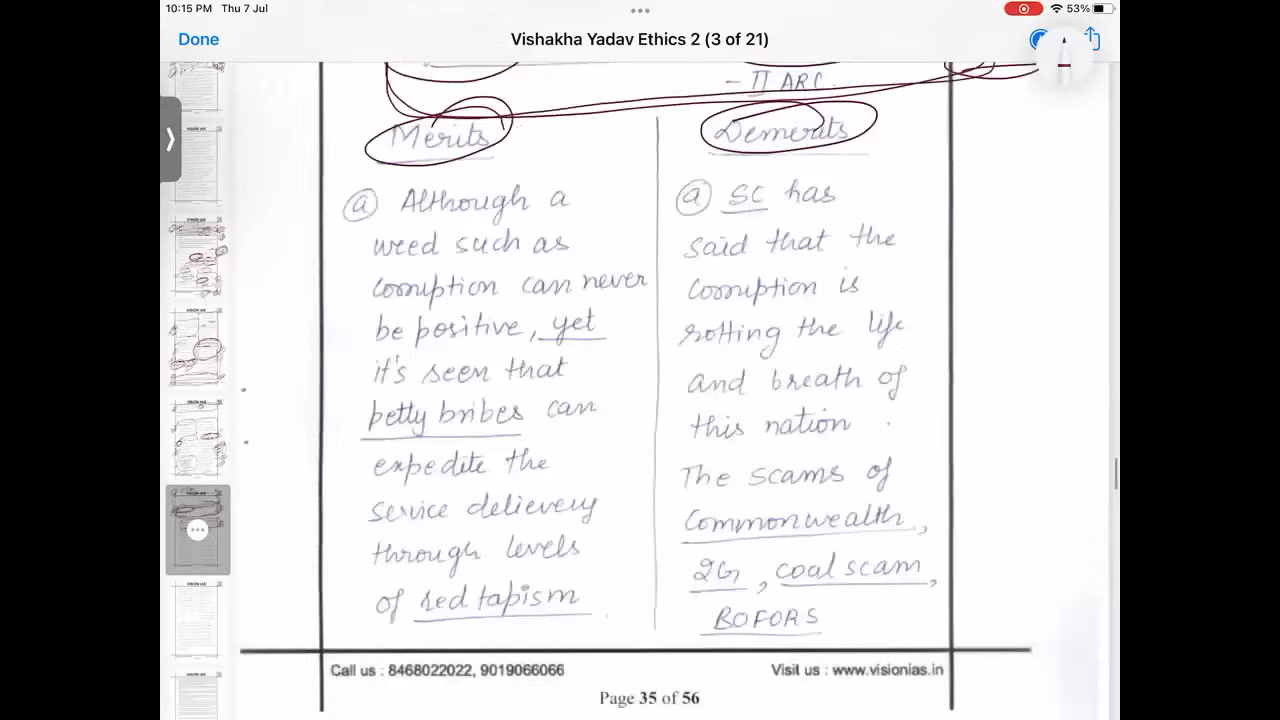 10:15 PM Thu 7 Jul
53%
Done
Vishakha Yadav Ethics 2 (3 of 21)
- II ARC
Merits
ⓐ Although a
weed such as
corruption can never
be positive, yet
it's seen that
petty bribes can
expedite the
service delievery
through levels
of red tapism
Demerits
ⓐ SC has
said that the
corruption is
rotting the life
and breath of
this nation.
The scams of
Commonwealth,
2G, coal scam,
BOFORS
Call us : 8468022022, 9019066066
Visit us : www.visionias.in
Page 35 of 56